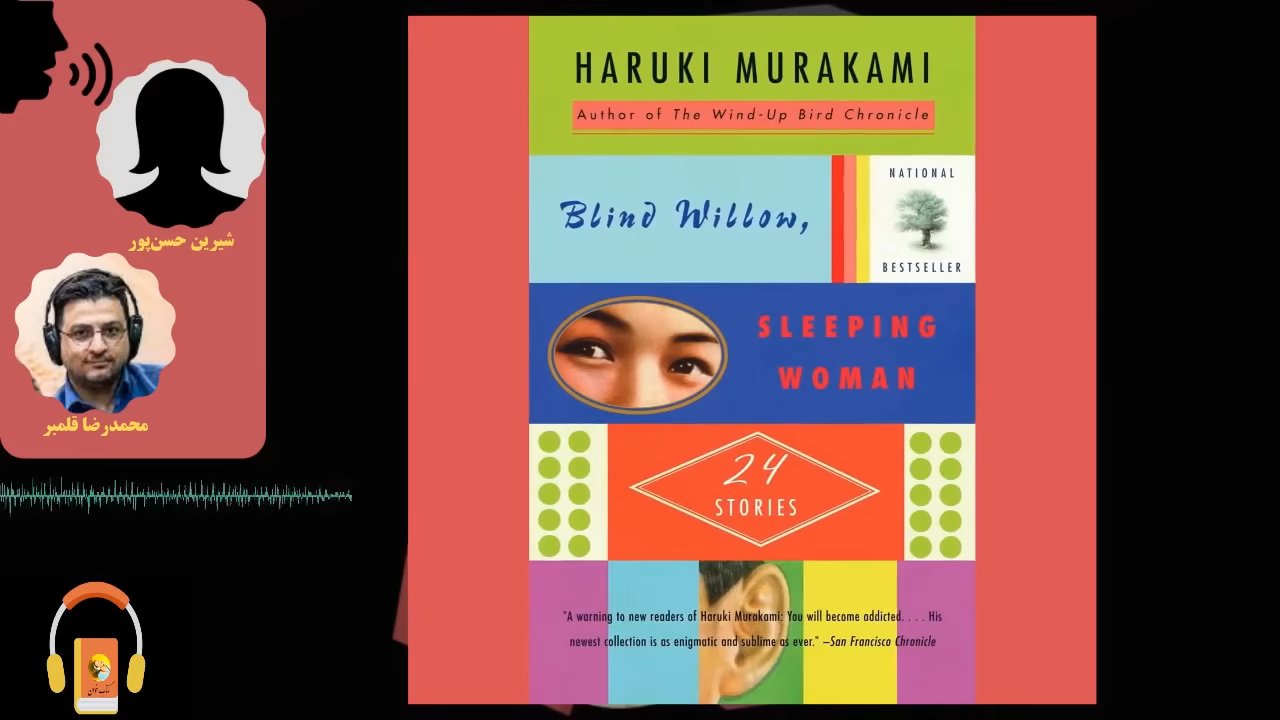 شیرین حسن‌پور
محمدرضا قلمبر
کتاب خوان
HARUKI MURAKAMI
Author of The Wind-Up Bird Chronicle
Blind Willow,
NATIONAL
BESTSELLER
SLEEPING
WOMAN
24
STORIES
"A warning to new readers of Haruki Murakami: You will become addicted. . . . His
newest collection is as enigmatic and sublime as ever." —San Francisco Chronicle